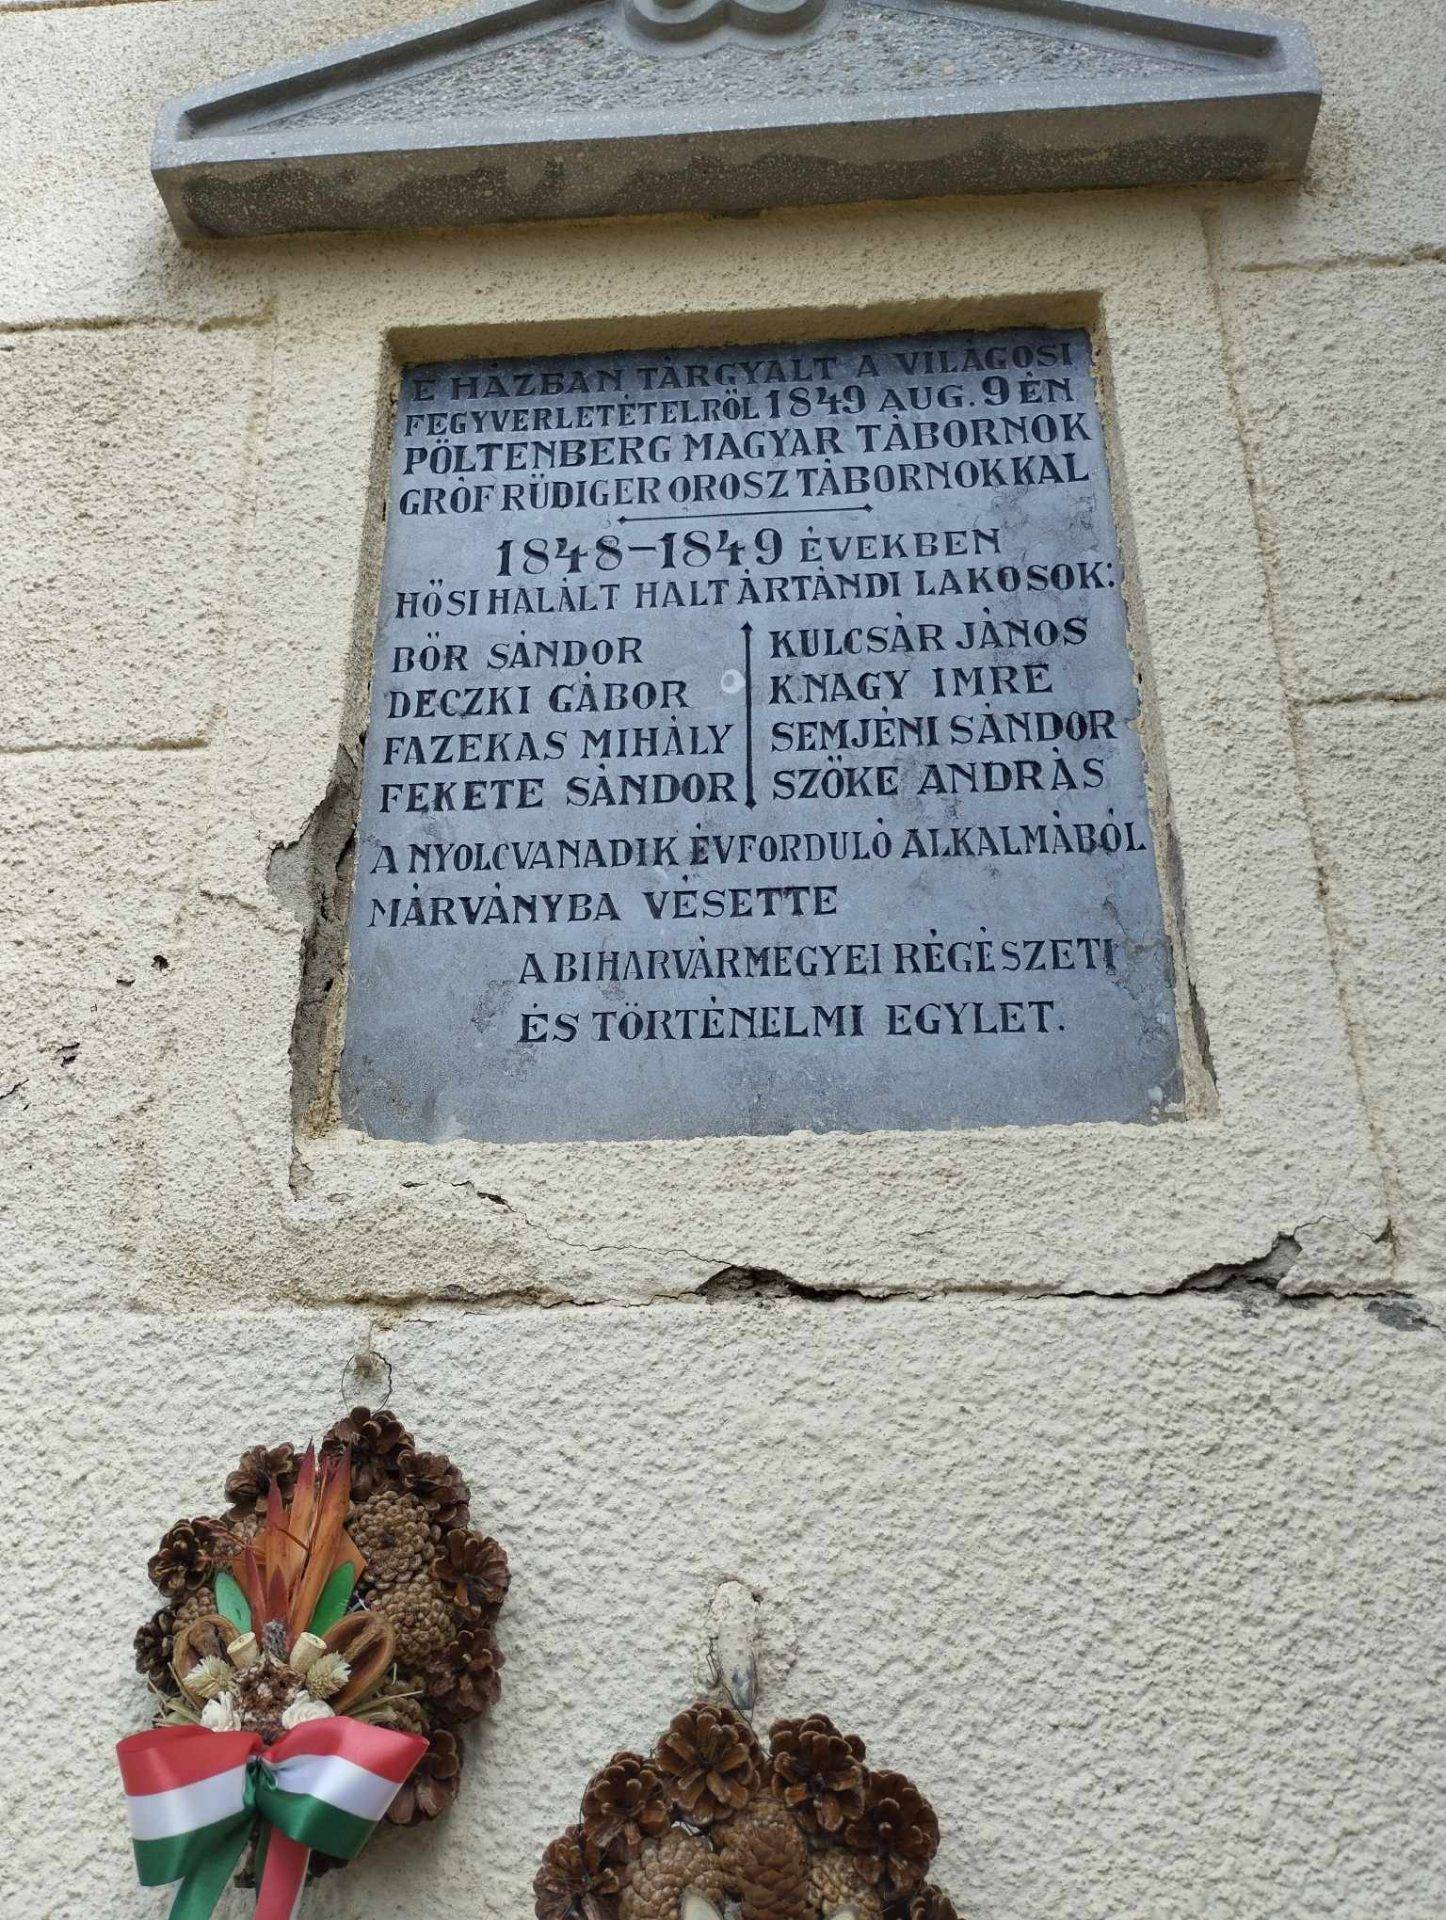 E HÁZBAN TÁRGYALT A VILÁGOSI
FEGYVERLETÉTELRŐL 1849 AUG. 9 ÉN
PÖLTENBERG MAGYAR TÁBORNOK
GRÓF RÜDIGER OROSZ TÁBORNOKKAL
1848-1849 ÉVEKBEN
HŐSI HALÁLT HALT ÁRTÁNDI LAKOSOK:
BÖR SÁNDOR
DECZKI GÁBOR
FAZEKAS MIHÁLY
FEKETE SÁNDOR
KULCSÁR JÁNOS
K.NAGY IMRE
SEMJÉNI SÁNDOR
SZŐKE ANDRÁS
A NYOLCVANADIK ÉVFORDULÓ ALKALMÁBÓL
MÁRVÁNYBA VÉSETTE
A BIHARVÁRMEGYEI RÉGÉSZETI
ÉS TÖRTÉNELMI EGYLET.